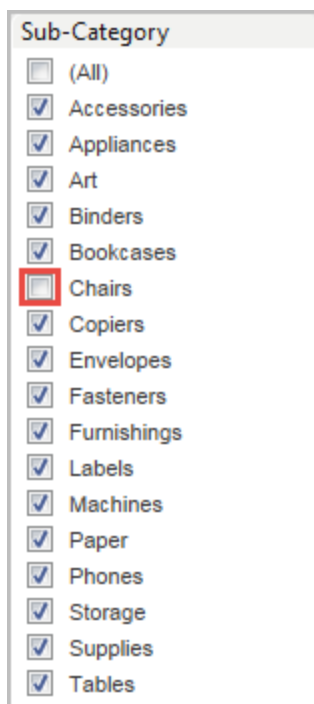 Sub-Category
(All)
Accessories
Appliances
Art
Binders
Bookcases
Chairs
Copiers
Envelopes
Fasteners
Furnishings
Labels
Machines
Paper
Phones
Storage
Supplies
Tables